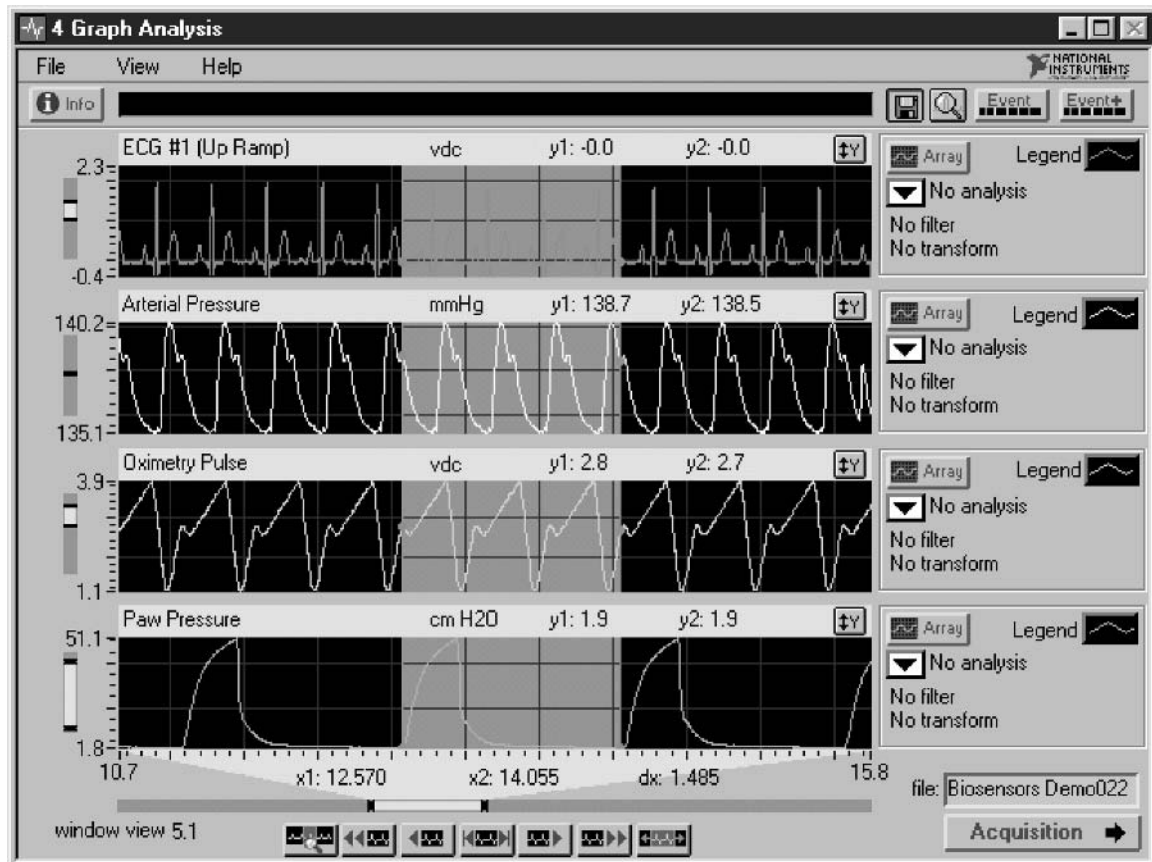 4 Graph Analysis
File View Help
NATIONAL INSTRUMENTS
Info
Event Event+
ECG #1 (Up Ramp) vdc y1: -0.0 y2: -0.0 Y
2.3
-0.4
Array Legend
No analysis
No filter
No transform
Arterial Pressure mmHg y1: 138.7 y2: 138.5 Y
140.2
135.1
Array Legend
No analysis
No filter
No transform
Oximetry Pulse vdc y1: 2.8 y2: 2.7 Y
3.9
1.1
Array Legend
No analysis
No filter
No transform
Paw Pressure cm H2O y1: 1.9 y2: 1.9 Y
51.1
1.8
Array Legend
No analysis
No filter
No transform
10.7 x1: 12.570 x2: 14.055 dx: 1.485 15.8
file: Biosensors Demo022
window view 5.1
Acquisition